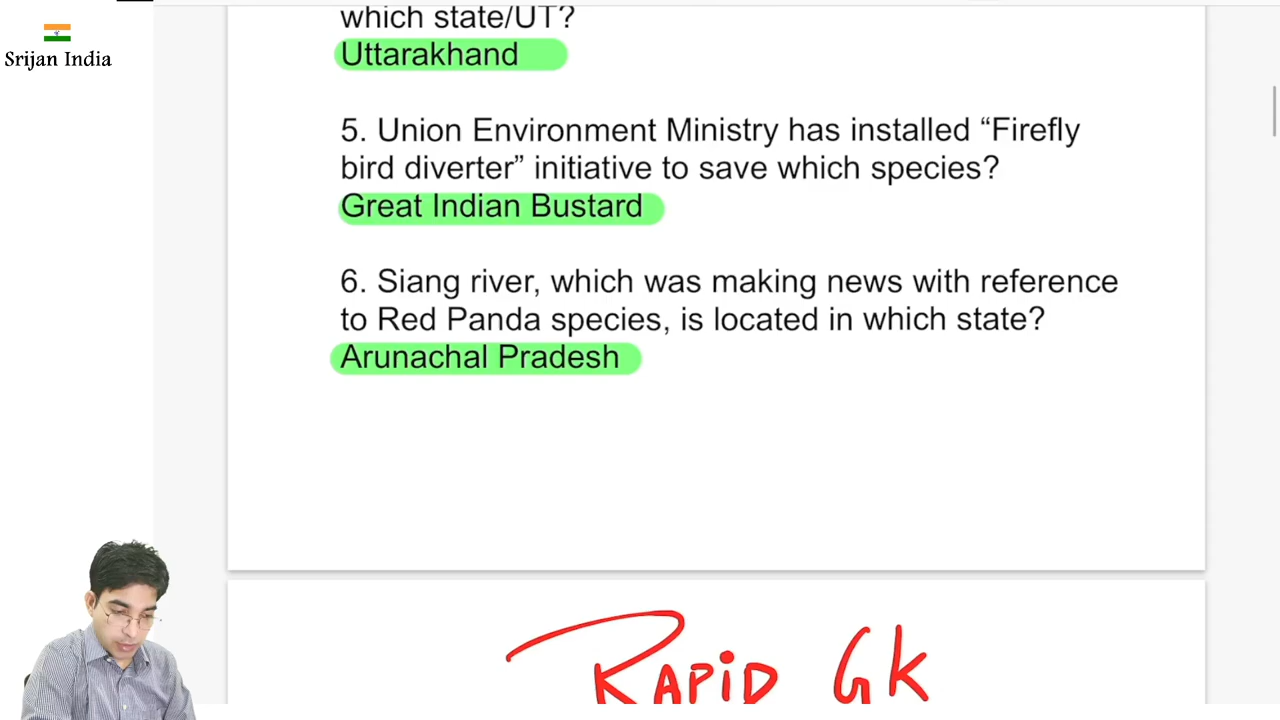 Srijan India
which state/UT?
Uttarakhand
5. Union Environment Ministry has installed “Firefly
bird diverter” initiative to save which species?
Great Indian Bustard
6. Siang river, which was making news with reference
to Red Panda species, is located in which state?
Arunachal Pradesh
RAPiD GK